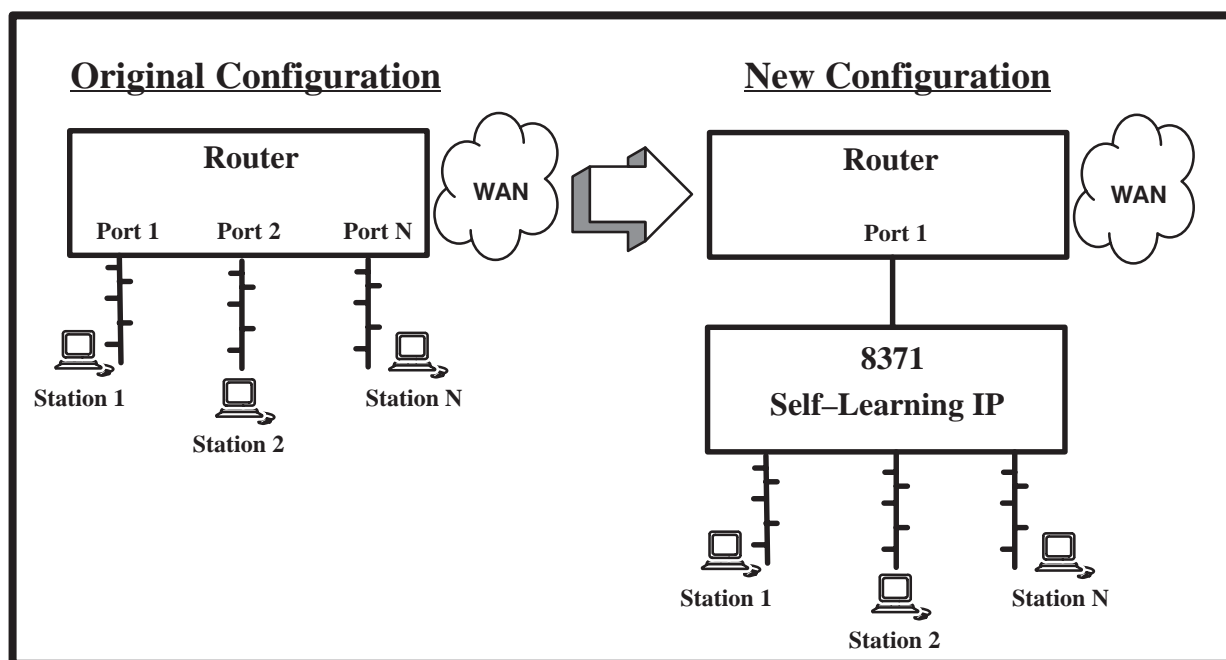 Original Configuration
Router
WAN
Port 1 Port 2 Port N
Station 1
Station 2
Station N
New Configuration
Router
WAN
Port 1
8371
Self–Learning IP
Station 1
Station 2
Station N